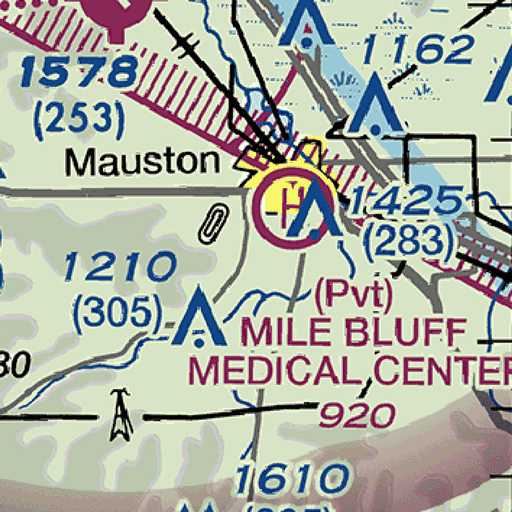 1162
1578
(253)
Mauston
H
1425
(283)
1210
(305)
(Pvt)
MILE BLUFF
MEDICAL CENTER
920
1610